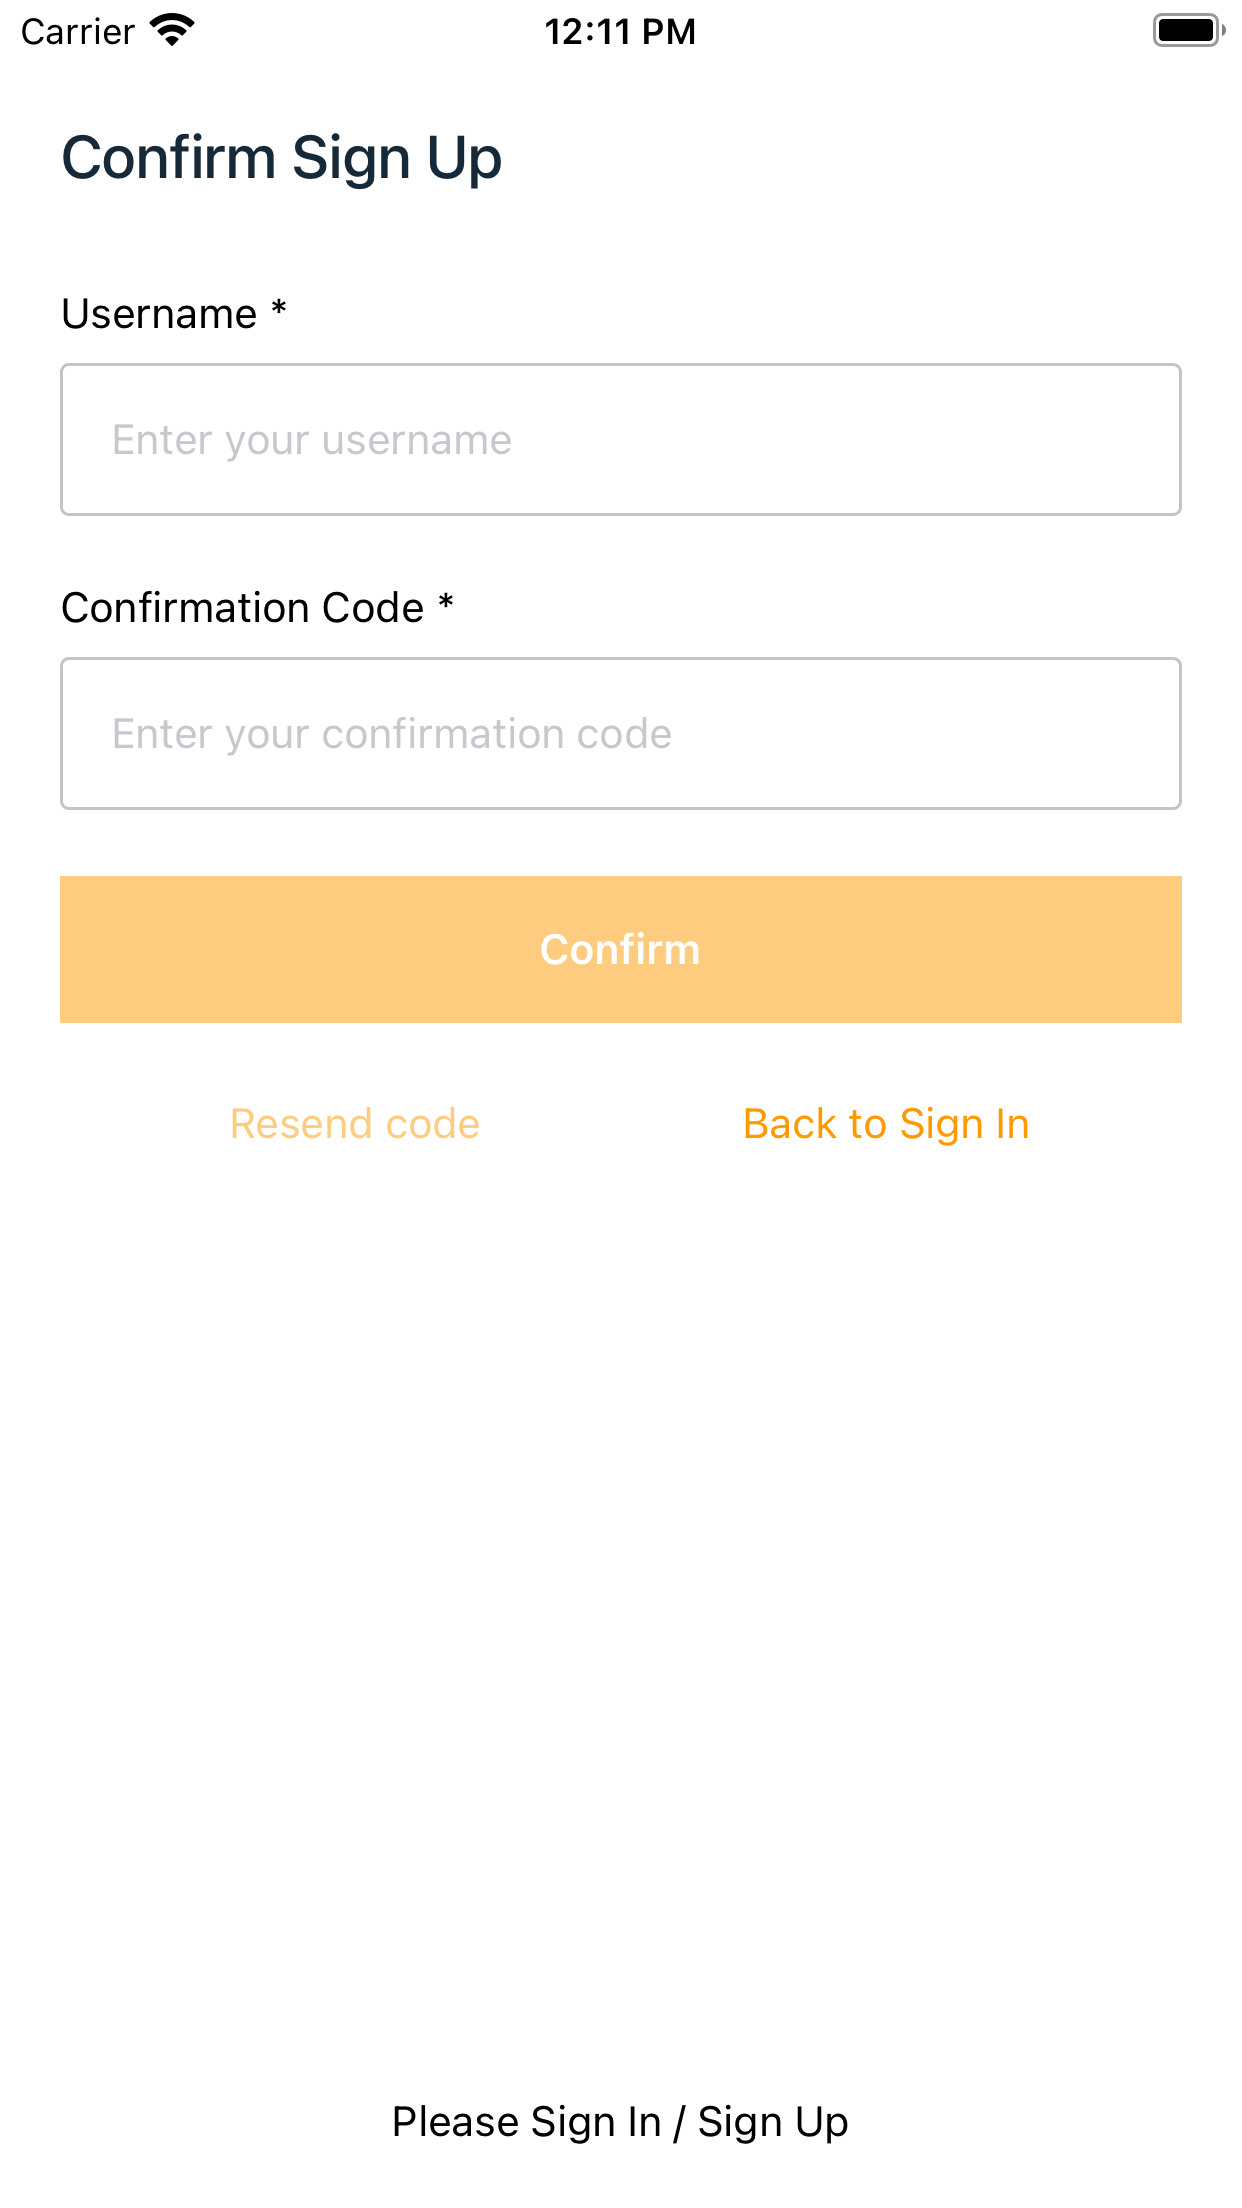 Carrier 12:11 PM
Confirm Sign Up
Username *
Enter your username
Confirmation Code *
Enter your confirmation code
Confirm
Resend code Back to Sign In
Please Sign In / Sign Up